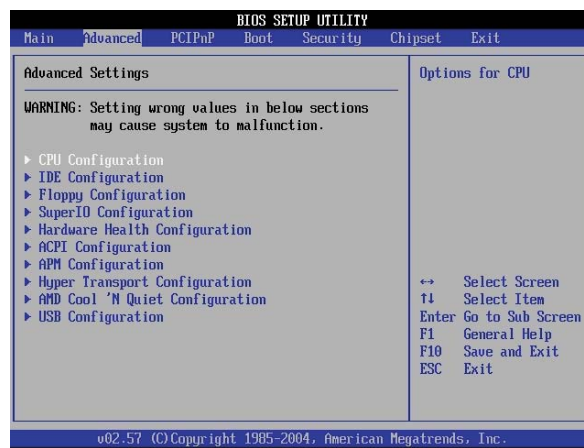 BIOS SETUP UTILITY
Main Advanced PCIPnP Boot Security Chipset Exit
Advanced Settings
WARNING: Setting wrong values in below sections
may cause system to malfunction.
▶ CPU Configuration
▶ IDE Configuration
▶ Floppy Configuration
▶ SuperIO Configuration
▶ Hardware Health Configuration
▶ ACPI Configuration
▶ APM Configuration
▶ Hyper Transport Configuration
▶ AMD Cool 'N Quiet Configuration
▶ USB Configuration
Options for CPU
↔ Select Screen
↑↓ Select Item
Enter Go to Sub Screen
F1 General Help
F10 Save and Exit
ESC Exit
v02.57 (C)Copyright 1985-2004, American Megatrends, Inc.